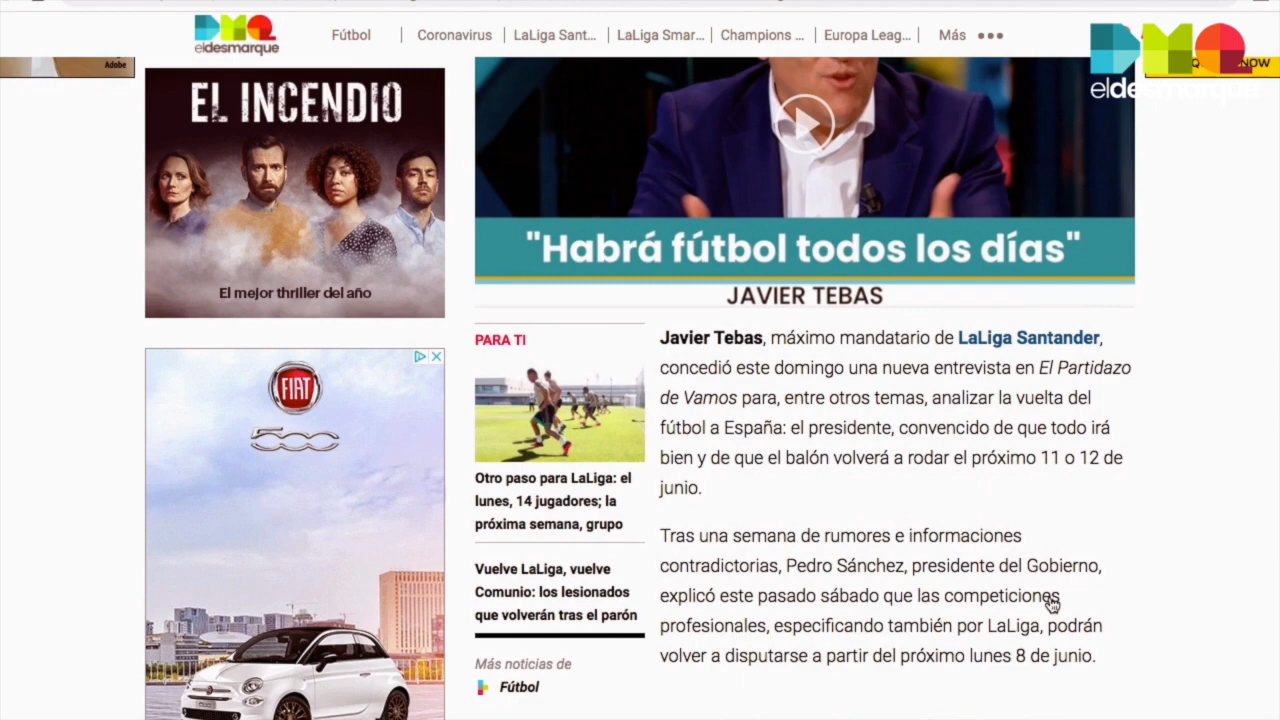 DMQ
eldesmarque
Fútbol
Coronavirus
LaLiga Sant...
LaLiga Smar...
Champions ...
Europa Leag...
Más
DMQ
NOW
eldesmarque
Adobe
EL INCENDIO
El mejor thriller del año
"Habrá fútbol todos los días"
JAVIER TEBAS
FIAT
500
PARA TI
Otro paso para LaLiga: el
lunes, 14 jugadores; la
próxima semana, grupo
Vuelve LaLiga, vuelve
Comunio: los lesionados
que volverán tras el parón
Más noticias de
Fútbol
Javier Tebas, máximo mandatario de LaLiga Santander,
concedió este domingo una nueva entrevista en El Partidazo
de Vamos para, entre otros temas, analizar la vuelta del
fútbol a España: el presidente, convencido de que todo irá
bien y de que el balón volverá a rodar el próximo 11 o 12 de
junio.
Tras una semana de rumores e informaciones
contradictorias, Pedro Sánchez, presidente del Gobierno,
explicó este pasado sábado que las competiciones
profesionales, especificando también por LaLiga, podrán
volver a disputarse a partir del próximo lunes 8 de junio.